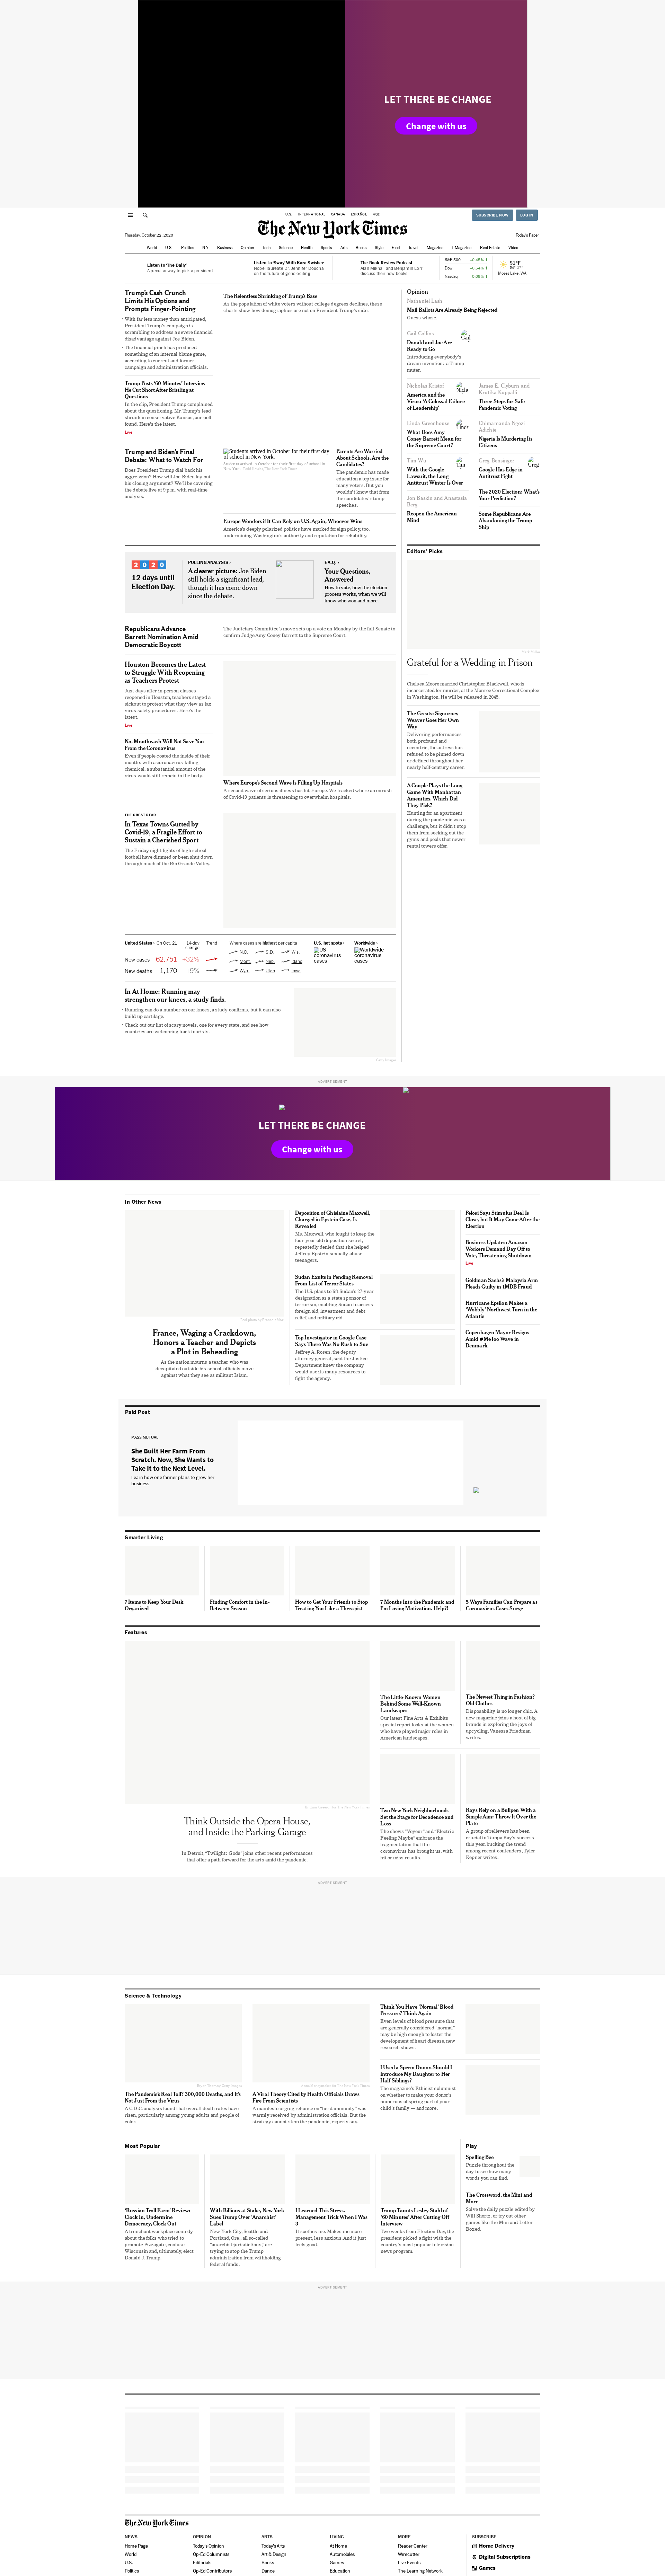 LET THERE BE CHANGE
Change with us
U.S. INTERNATIONAL CANADA ESPAÑOL 中文
SUBSCRIBE NOW LOG IN
The New York Times
Thursday, October 22, 2020
Today's Paper
World U.S. Politics N.Y. Business Opinion Tech Science Health Sports Arts Books Style Food Travel Magazine T Magazine Real Estate Video
Listen to 'The Daily'
A peculiar way to pick a president.
Listen to 'Sway' With Kara Swisher
Nobel laureate Dr. Jennifer Doudna
on the future of gene editing.
The Book Review Podcast
S&P 500
Dow
Nasdaq
51°F
Moses Lake, WA
Trump's Cash Crunch
Limits His Options and
Prompts Finger-Pointing
• With far less money than anticipated,
President Trump's campaign is
scrambling to address a severe financial
disadvantage against Joe Biden.
• The financial pinch has produced
something of an internal blame game,
according to current and former
campaign and administration officials.
Trump Posts '60 Minutes' Interview
He Cut Short After Bristling at
Questions
In the clip, President Trump complained
about the questioning. Mr. Trump's lead
shrunk in conservative Kansas, our poll
found. Here's the latest.
Live
The Relentless Shrinking of Trump's Base
As the population of white voters without college degrees declines, these
charts show how demographics are not on President Trump's side.
Trump and Biden's Final
Debate: What to Watch For
Does President Trump dial back his
aggression? How will Joe Biden lay out
his closing argument? We'll be covering
the debate live at 9 p.m. with real time
analysis.
Students arrived in October for their first day
of school in New York.
Parents Are Worried
About Schools. Are the
Candidates?
The pandemic has made
education a top issue for
many voters. But you
wouldn't know that from
the candidates' stump
speeches.
Europe Wonders if It Can Rely on U.S. Again, Whoever Wins
America's deeply polarized politics have marked foreign policy, too,
undermining Washington's authority and reputation for reliability.
2020
12 days until
Election Day.
POLLING ANALYSIS ›
A clearer picture: Joe Biden
still holds a significant lead,
though it has come down
since the debate.
F.A.Q. ›
Your Questions,
Answered
How to vote, how the election
process works, when we will
know who won and more.
Republicans Advance
Barrett Nomination Amid
Democratic Boycott
The Judiciary Committee's move sets up a vote on Monday by the full Senate to
confirm Judge Amy Coney Barrett to the Supreme Court.
Houston Becomes the Latest
to Struggle With Reopening
as Teachers Protest
Just days after in-person classes
reopened in Houston, teachers staged a
sickout to protest what they view as lax
virus safety procedures. Here's the
latest.
Live
No, Mouthwash Will Not Save You
From the Coronavirus
Even if people coated the inside of their
mouths with a coronavirus-killing
chemical, a substantial amount of the
virus would still remain in the body.
Where Europe's Second Wave Is Filling Up Hospitals
A second wave of serious illness has hit Europe. We tracked where an onrush
of Covid-19 patients is threatening to overwhelm hospitals.
THE GREAT READ
In Texas Towns Gutted by
Covid-19, a Fragile Effort to
Sustain a Cherished Sport
The Friday night lights of high school
football have dimmed or been shut down
through much of the Rio Grande Valley.
United States › On Oct. 21 14-day change Trend
New cases 62,751 +32%
New deaths 1,170 +9%
Where cases are highest per capita
N.D. S.D. Wis.
Mont. Neb. Idaho
Wyo. Utah Iowa
U.S. hot spots ›
US coronavirus cases
Worldwide ›
Worldwide coronavirus cases
In At Home: Running may
strengthen our knees, a study finds.
• Running can do a number on our knees, a study confirms, but it can also
build up cartilage.
• Check out our list of scary novels, one for every state, and see how
countries are welcoming back tourists.
Opinion
Nathaniel Lash
Mail Ballots Are Already Being Rejected
Guess whose.
Gail Collins
Donald and Joe Are
Ready to Go
Introducing everybody's
dream invention: a Trump-
muter.
Nicholas Kristof
America and the
Virus: 'A Colossal Failure
of Leadership'
James E. Clyburn and
Kizzmekia Corbett
Three Steps for Safe
Pandemic Voting
Linda Greenhouse
What Does Amy
Coney Barrett Mean for
the Supreme Court?
Chimamanda Ngozi
Adichie
Nigeria Is Murdering Its
Citizens
Tim Wu
With the Google
Lawsuit, the Long
Antitrust Winter Is Over
Greg Bensinger
Google Has Edge in
Antitrust Fight
The 2020 Election: What's
Your Prediction?
Reopen the American
Mind
Some Republicans Are
Abandoning the Trump
Ship
Editors' Picks
Grateful for a Wedding in Prison
Chelsea Moore married Christopher Blackwell, who is
incarcerated for murder, at the Monroe Correctional Complex
in Washington. He will be released in 2045.
The Greats: Sigourney
Weaver Goes Her Own
Way
Delivering performances
both profound and
eccentric, the actress has
refused to be pinned down
or defined throughout her
nearly half-century career.
A Couple Plays the Long
Game With Manhattan
Amenities. Which Did
They Pick?
Hunting for an apartment
during the pandemic was a
challenge, but it didn't stop
them from seeking out the
gyms and pools that newer
rental towers offer.
ADVERTISEMENT
LET THERE BE CHANGE
Change with us
In Other News
France, Waging a Crackdown,
Honors a Teacher and Depicts
a Plot in Beheading
As the nation mourns a teacher who was
decapitated outside his school, officials move
against what they see as militant Islam.
Deposition of Ghislaine Maxwell,
Charged in Epstein Case, Is
Revealed
Ms. Maxwell, who fought to keep the
four-year-old deposition secret,
repeatedly denied that she helped
Jeffrey Epstein sexually abuse
teenagers.
Sudan Exults in Pending Removal
From List of Terror States
The U.S. plans to lift Sudan's 27-year
designation as a state sponsor of
terrorism, enabling Sudan to access
foreign aid, investment and debt
relief, and military aid.
Top Investigator in Google Case
Says There Was No Rush to Sue
Jeffrey A. Rosen, the deputy
attorney general, said the Justice
Department knew the company
would use its many resources to
fight the agency.
Pelosi Says Stimulus Deal Is
Close, but It May Come After the
Election
Business Updates: Amazon
Workers Demand Day Off to
Vote, Threatening Shutdown
Live
Goldman Sachs's Malaysia Arm
Pleads Guilty in 1MDB Fraud
Hurricane Epsilon Makes a
'Wobbly' Northwest Turn in the
Atlantic
Copenhagen Mayor Resigns
Amid #MeToo Wave in
Denmark
Paid Post
MASS MUTUAL
She Built Her Farm From
Scratch. Now, She Wants to
Take It to the Next Level.
Learn how one farmer plans to grow her
business.
Smarter Living
7 Items to Keep Your Desk
Organized
Finding Comfort in the In-
Between Season
How to Get Your Friends to Stop
Treating You Like a Therapist
7 Months Into the Pandemic and
I'm Losing Motivation. Help?!
5 Ways Families Can Prepare as
Coronavirus Cases Surge
Features
Think Outside the Opera House,
and Inside the Parking Garage
In Detroit, "Twilight: Gods" joins other recent performances
that offer a path forward for the arts amid the pandemic.
The Little-Known Women
Behind Some Well-Known
Landscapes
Our latest Fine Arts & Exhibits
special report looks at the women
who have played major roles in
American landscapes.
The Newest Thing in Fashion?
Old Clothes
Disposability is no longer chic. A
new magazine joins a host of big
brands in exploring the joys of
upcycling, Vanessa Friedman
writes.
Two New York Neighborhoods
Set the Stage for Decadence and
Loss
The shows "Voyeur" and "Electric
Feeling Maybe" embrace the
fragmentation that the
coronavirus has brought us, with
hit or miss results.
Rays Rely on a Bullpen With a
Simple Aim: Throw It Over the
Plate
A group of relievers has been
crucial to Tampa Bay's success
this year, bucking the trend
among recent contenders, Tyler
Kepner writes.
ADVERTISEMENT
Science & Technology
The Pandemic's Real Toll? 300,000 Deaths, and It's
Not Just From the Virus
A C.D.C. analysis found that overall death rates have
risen, particularly among young adults and people of
color.
A Viral Theory Cited by Health Officials Draws
Fire From Scientists
A manifesto urging reliance on "herd immunity" was
warmly received by administration officials. But the
strategy cannot stem the pandemic, experts say.
Think You Have 'Normal' Blood
Pressure? Think Again
Even levels of blood pressure that
are generally considered "normal"
may be high enough to foster the
development of heart disease, new
research shows.
I Used a Sperm Donor. Should I
Introduce My Daughter to Her
Half Siblings?
The magazine's Ethicist columnist
on whether to make your donor's
numerous offspring part of your
child's family — and more.
Most Popular
'Russian Troll Farm' Review:
Clock In, Undermine
Democracy, Clock Out
A trenchant workplace comedy
about the folks who tried to
promote Pizzagate, confuse
Wisconsin and, ultimately, elect
Donald J. Trump.
With Billions at Stake, New York
Sues Trump Over 'Anarchist'
Label
New York City, Seattle and
Portland, Ore., all so-called
"anarchist jurisdictions," are
trying to stop the Trump
administration from withholding
federal funds.
I Learned This Stress-
Management Trick When I Was
3
It soothes me. Makes me more
present, less anxious. And it just
feels good.
Trump Taunts Lesley Stahl of
'60 Minutes' After Cutting Off
Interview
Two weeks from Election Day, the
president picked a fight with the
country's most popular television
news program.
Play
Spelling Bee
Puzzle throughout the
day to see how many
words you can find.
The Crossword, the Mini and
More
Solve the daily puzzle edited by
Will Shortz, or try out other
games like the Mini and Letter
Boxed.
ADVERTISEMENT
The New York Times
NEWS
Home Page
World
U.S.
Politics
OPINION
Today's Opinion
Op-Ed Columnists
Editorials
Op-Ed Contributors
ARTS
Today's Arts
Art & Design
Books
Dance
LIVING
At Home
Automobiles
Games
Education
MORE
Reader Center
Wirecutter
Live Events
The Learning Network
SUBSCRIBE
Home Delivery
Digital Subscriptions
Games